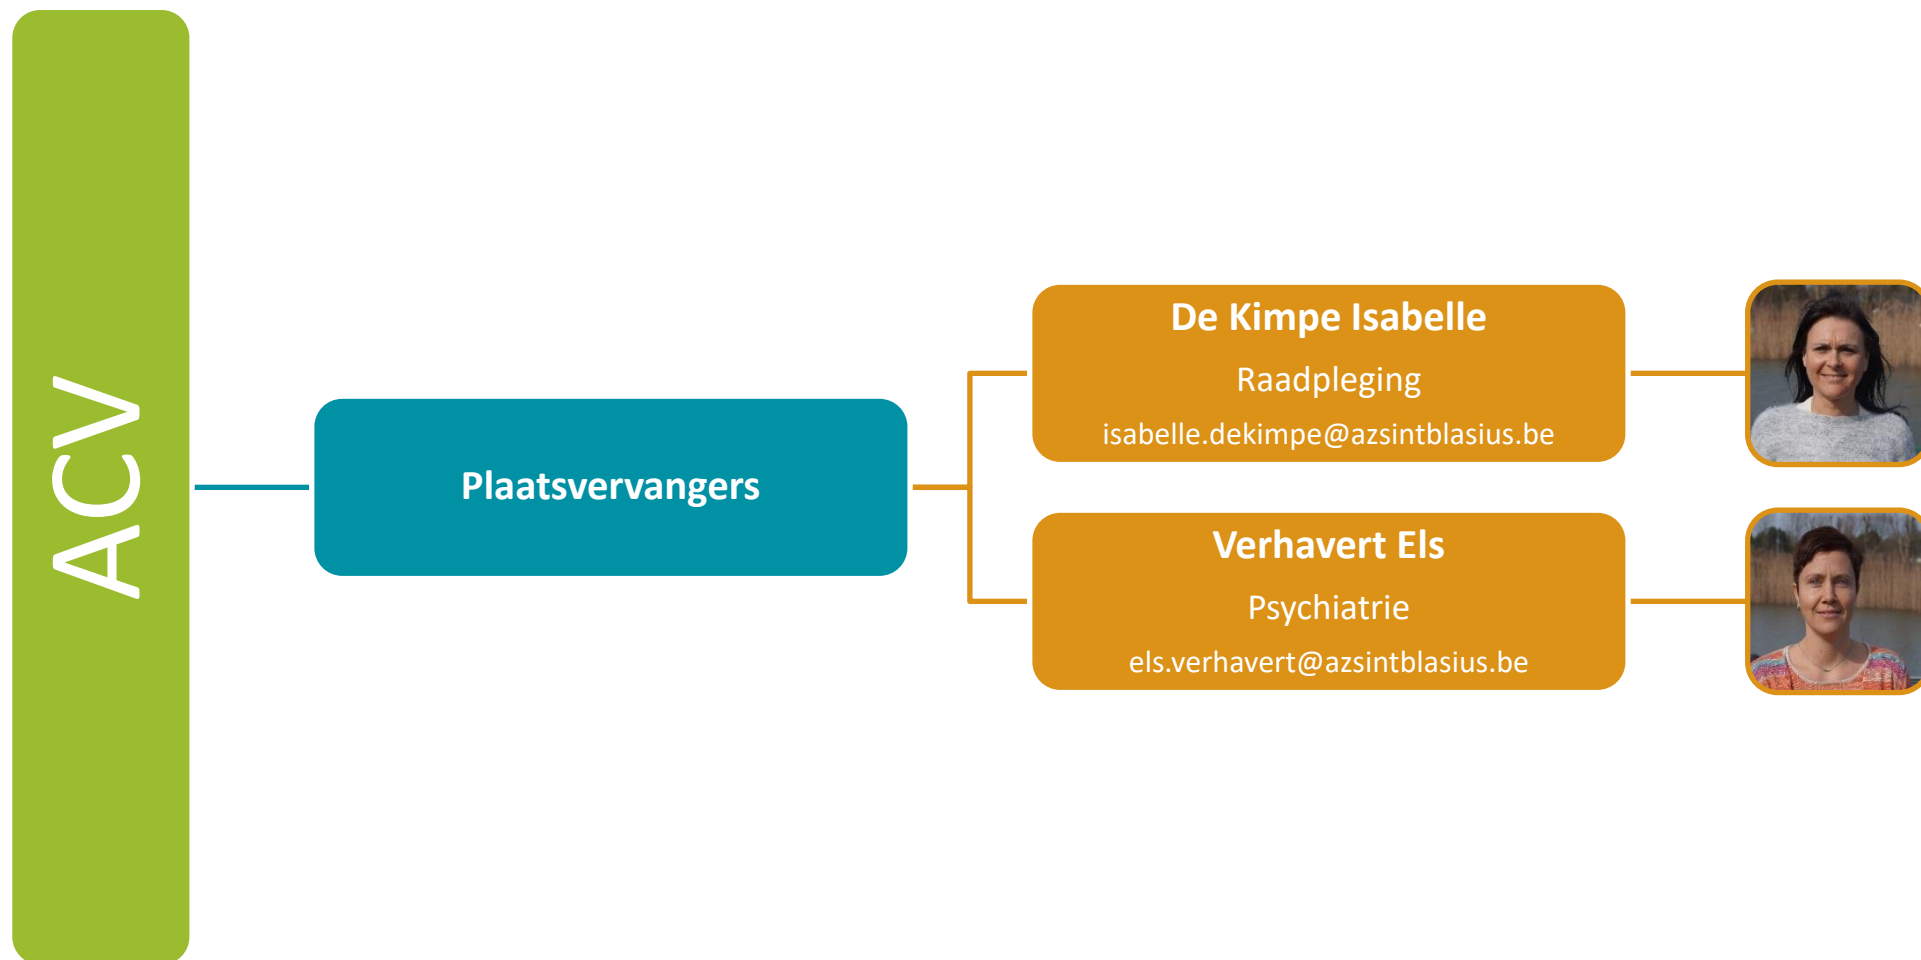 ACV
Plaatsvervangers
De Kimpe Isabelle
Raadpleging
isabelle.dekimpe@azsintblasius.be
Verhavert Els
Psychiatrie
els.verhavert@azsintblasius.be